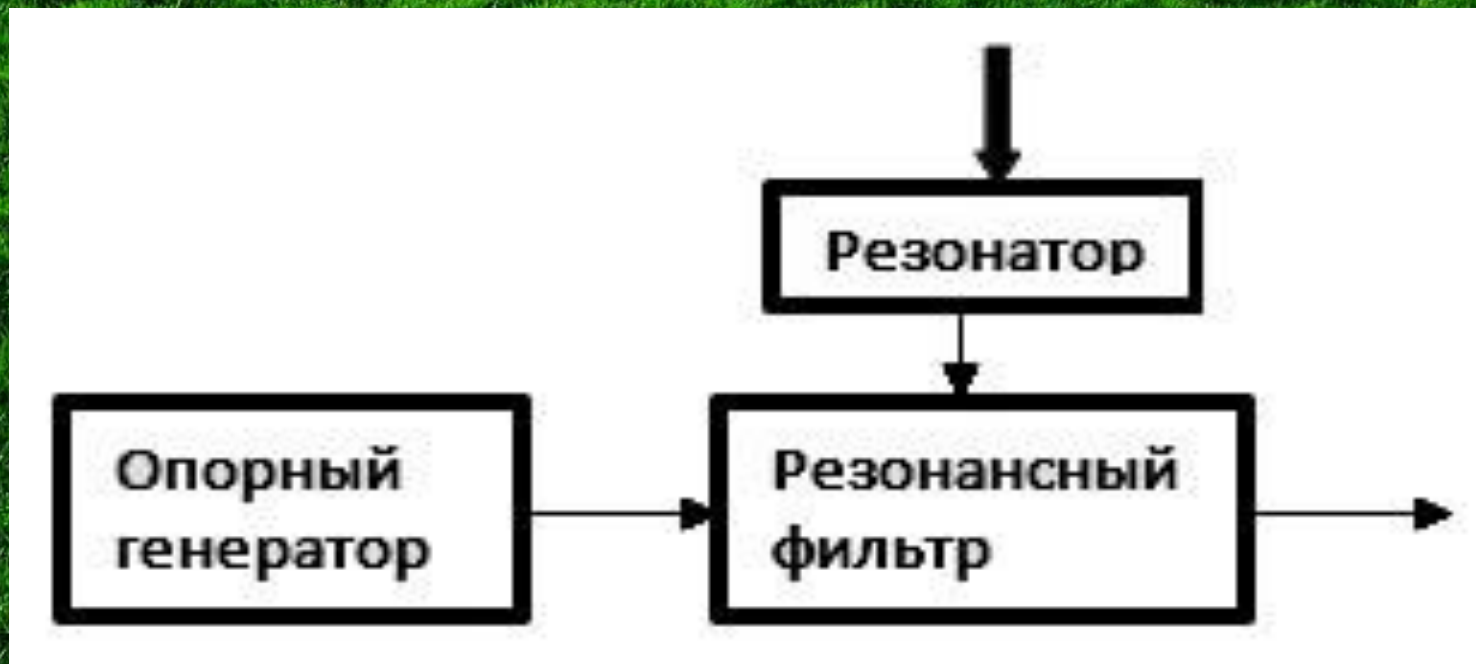 Резонатор
Опорный
генератор
Резонансный
фильтр